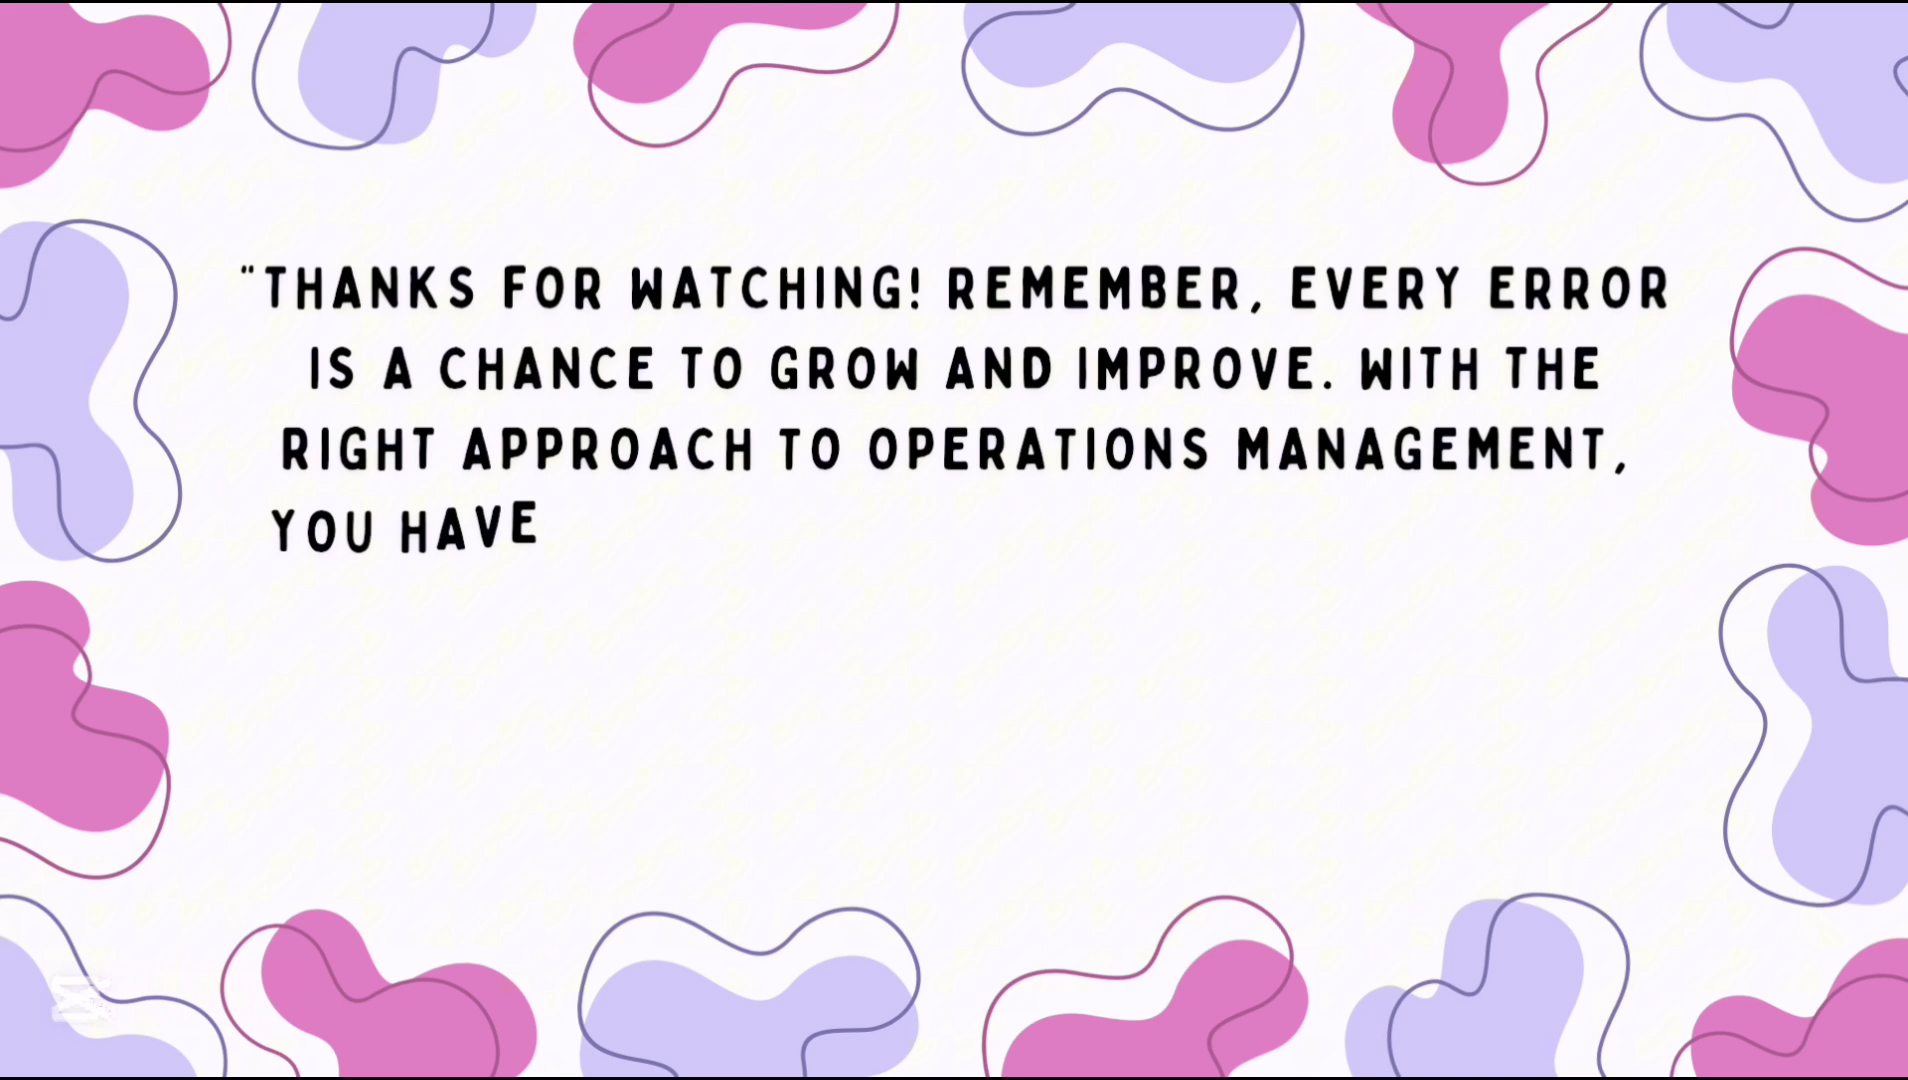 "THANKS FOR WATCHING! REMEMBER, EVERY ERROR
IS A CHANCE TO GROW AND IMPROVE. WITH THE
RIGHT APPROACH TO OPERATIONS MANAGEMENT,
YOU HAVE